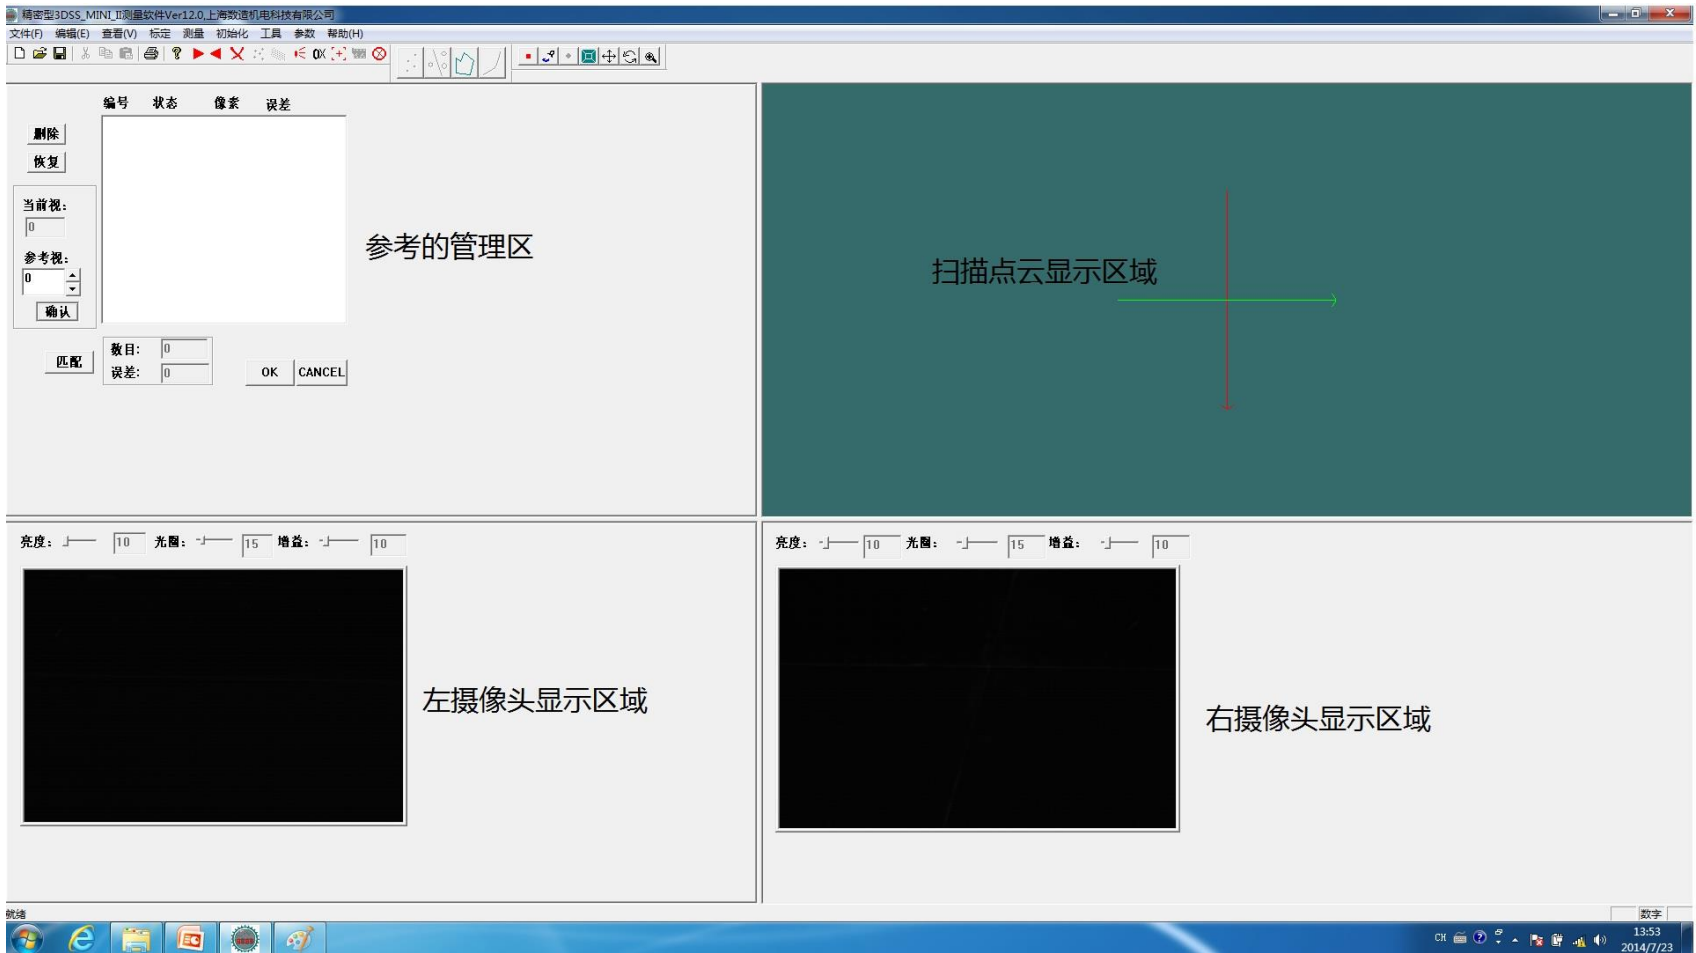 精密型3DSS_MINI_II测量软件Ver12.0,上海数造机电科技有限公司
文件(F) 编辑(E) 查看(V) 标定 测量 初始化 工具 参数 帮助(H)
编号 状态 像素 误差
删除
恢复
当前视:
0
参考视:
0
确认
匹配
数目: 0
误差: 0
OK CANCEL
参考的管理区
扫描点云显示区域
亮度: 10 光圈: 15 增益: 10
左摄像头显示区域
亮度: 10 光圈: 15 增益: 10
右摄像头显示区域
就绪
数字
CH
13:53
2014/7/23